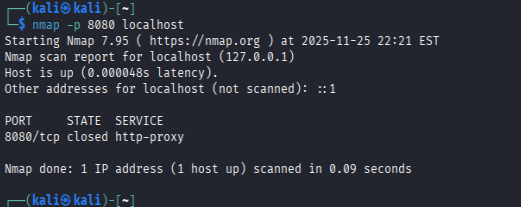 ┌──(kali㉿kali)-[~]
└─$ nmap -p 8080 localhost
Starting Nmap 7.95 ( https://nmap.org ) at 2025-11-25 22:21 EST
Nmap scan report for localhost (127.0.0.1)
Host is up (0.000048s latency).
Other addresses for localhost (not scanned): ::1
PORT     STATE  SERVICE
8080/tcp closed http-proxy
Nmap done: 1 IP address (1 host up) scanned in 0.09 seconds
┌──(kali㉿kali)-[~]